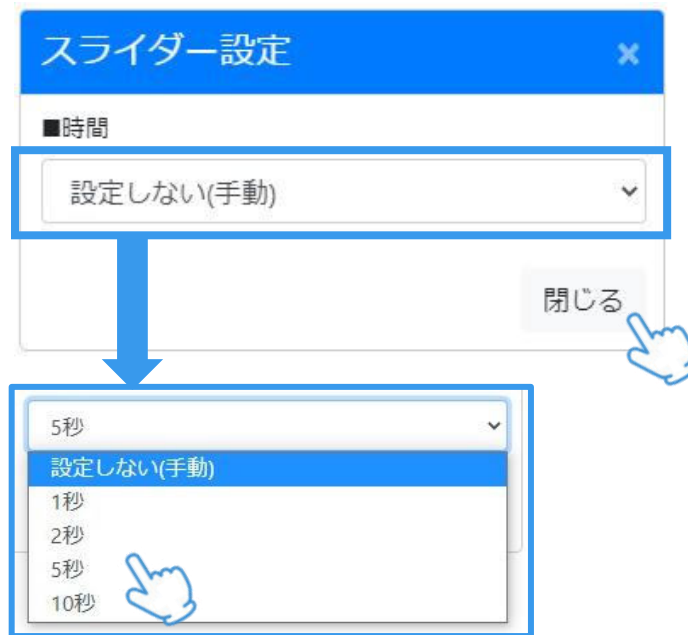 スライダー設定 ×
■時間
設定しない(手動)
閉じる
5秒
設定しない(手動)
1秒
2秒
5秒
10秒